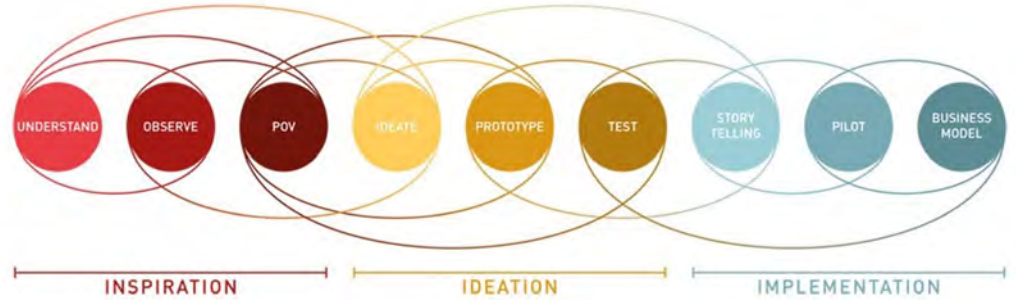 UNDERSTAND
OBSERVE
POV
IDEATE
PROTOTYPE
TEST
STORY
TELLING
PILOT
BUSINESS
MODEL
INSPIRATION
IDEATION
IMPLEMENTATION